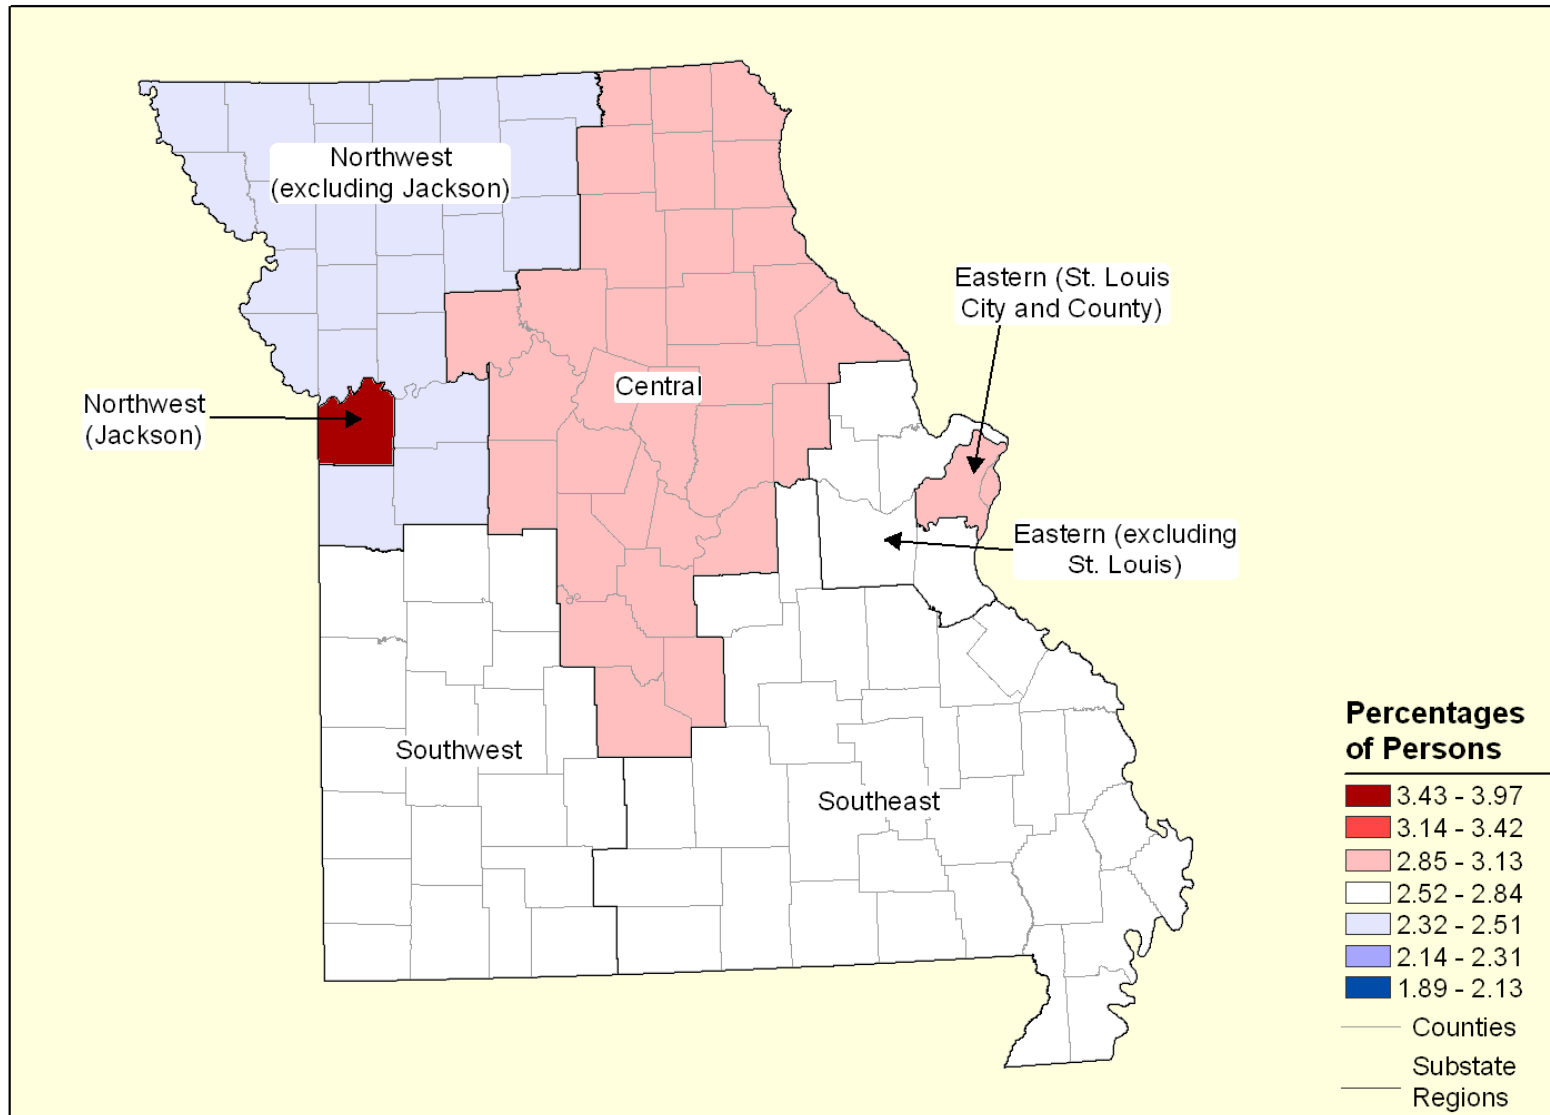 Northwest
(excluding Jackson)
Eastern (St. Louis
City and County)
Central
Northwest
(Jackson)
Eastern (excluding
St. Louis)
Southwest
Southeast
Percentages
of Persons
3.43 - 3.97
3.14 - 3.42
2.85 - 3.13
2.52 - 2.84
2.32 - 2.51
2.14 - 2.31
1.89 - 2.13
Counties
Substate
Regions